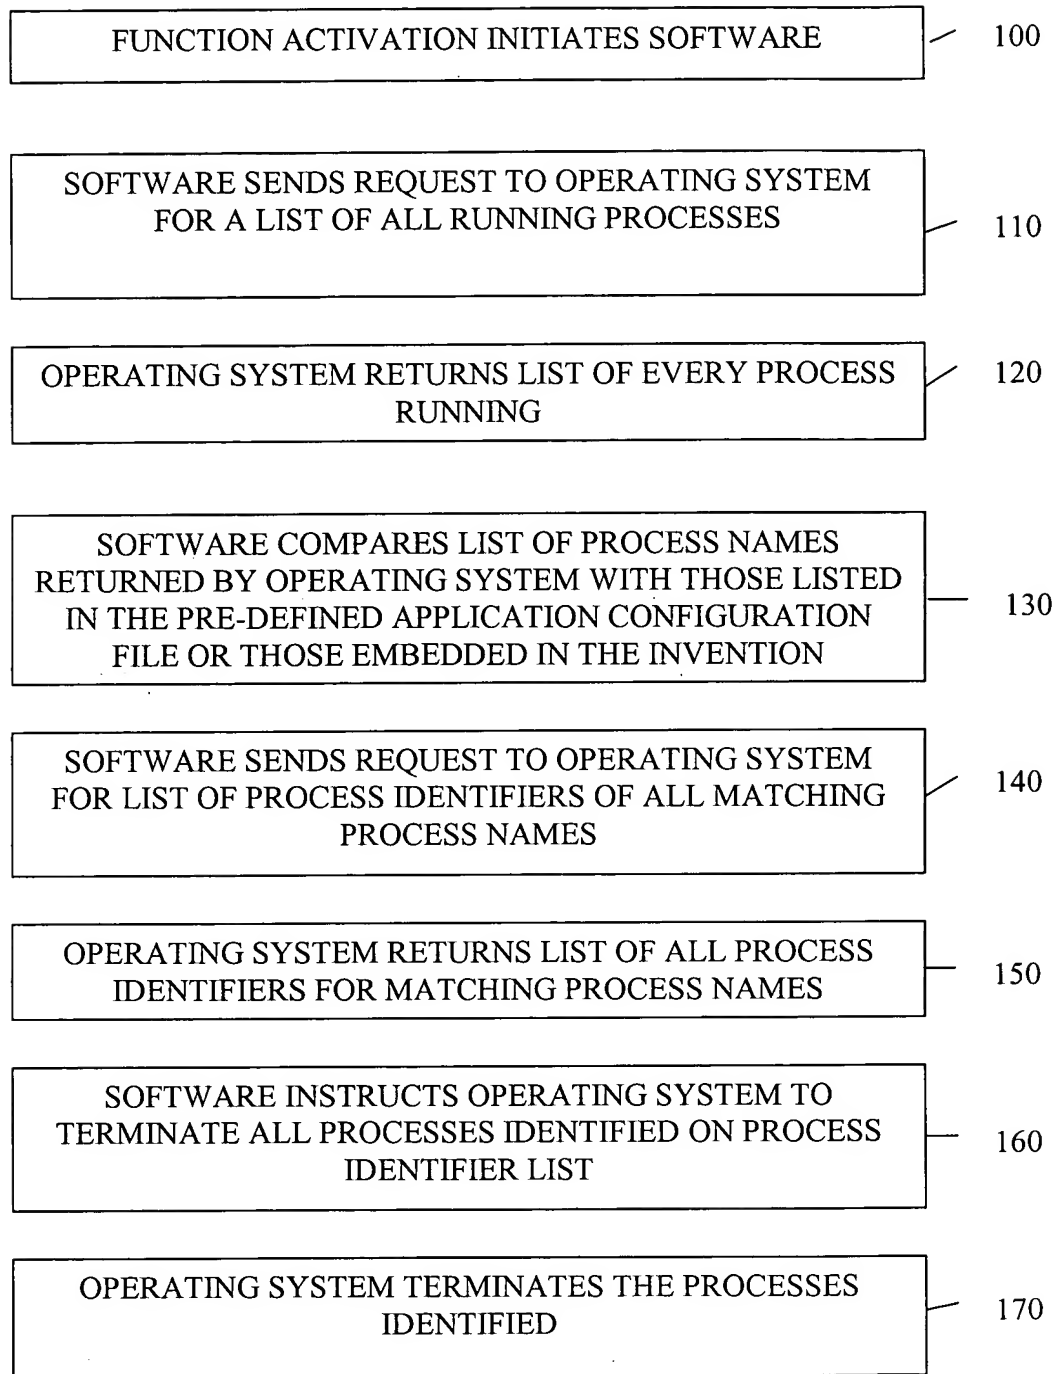 FUNCTION ACTIVATION INITIATES SOFTWARE
100
SOFTWARE SENDS REQUEST TO OPERATING SYSTEM
FOR A LIST OF ALL RUNNING PROCESSES
110
OPERATING SYSTEM RETURNS LIST OF EVERY PROCESS
RUNNING
120
SOFTWARE COMPARES LIST OF PROCESS NAMES
RETURNED BY OPERATING SYSTEM WITH THOSE LISTED
IN THE PRE-DEFINED APPLICATION CONFIGURATION
FILE OR THOSE EMBEDDED IN THE INVENTION
130
SOFTWARE SENDS REQUEST TO OPERATING SYSTEM
FOR LIST OF PROCESS IDENTIFIERS OF ALL MATCHING
PROCESS NAMES
140
OPERATING SYSTEM RETURNS LIST OF ALL PROCESS
IDENTIFIERS FOR MATCHING PROCESS NAMES
150
SOFTWARE INSTRUCTS OPERATING SYSTEM TO
TERMINATE ALL PROCESSES IDENTIFIED ON PROCESS
IDENTIFIER LIST
160
OPERATING SYSTEM TERMINATES THE PROCESSES
IDENTIFIED
170